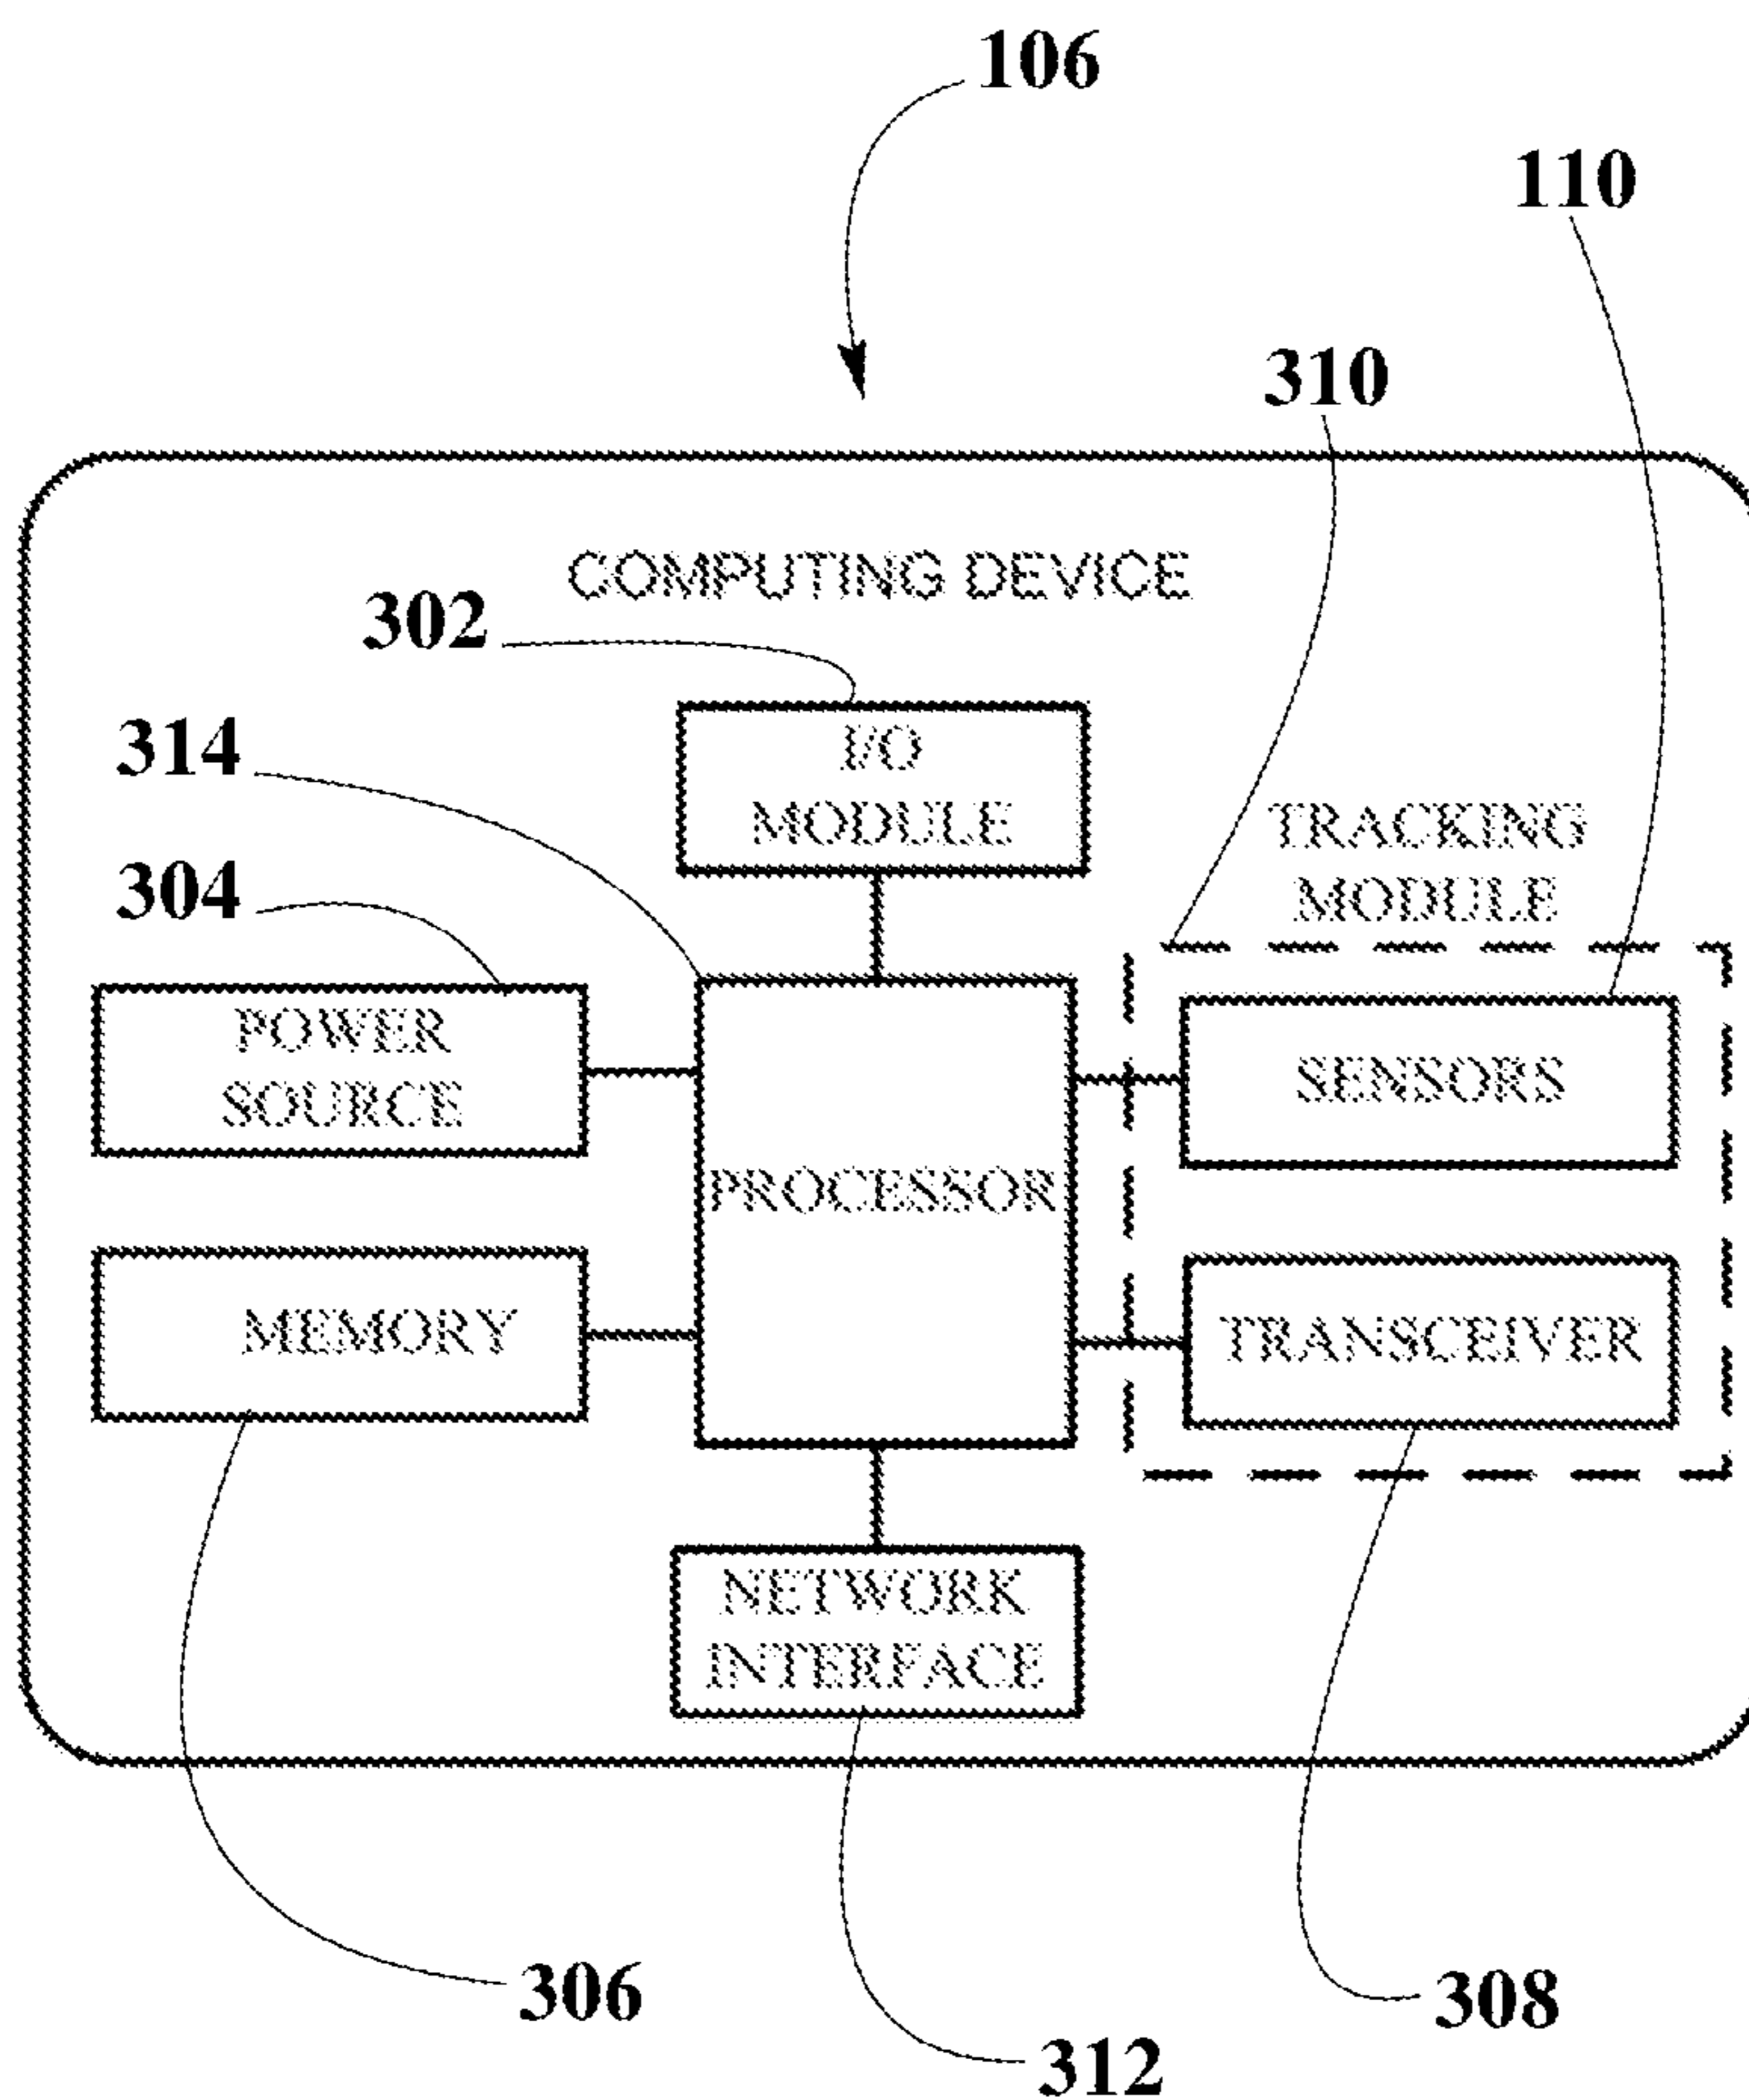 106
110
310
COMPUTING DEVICE
302
314
I/O
MODULE
TRACKING
MODULE
304
POWER
SOURCE
SENSORS
PROCESSOR
MEMORY
TRANSCEIVER
NETWORK
INTERFACE
306
308
312